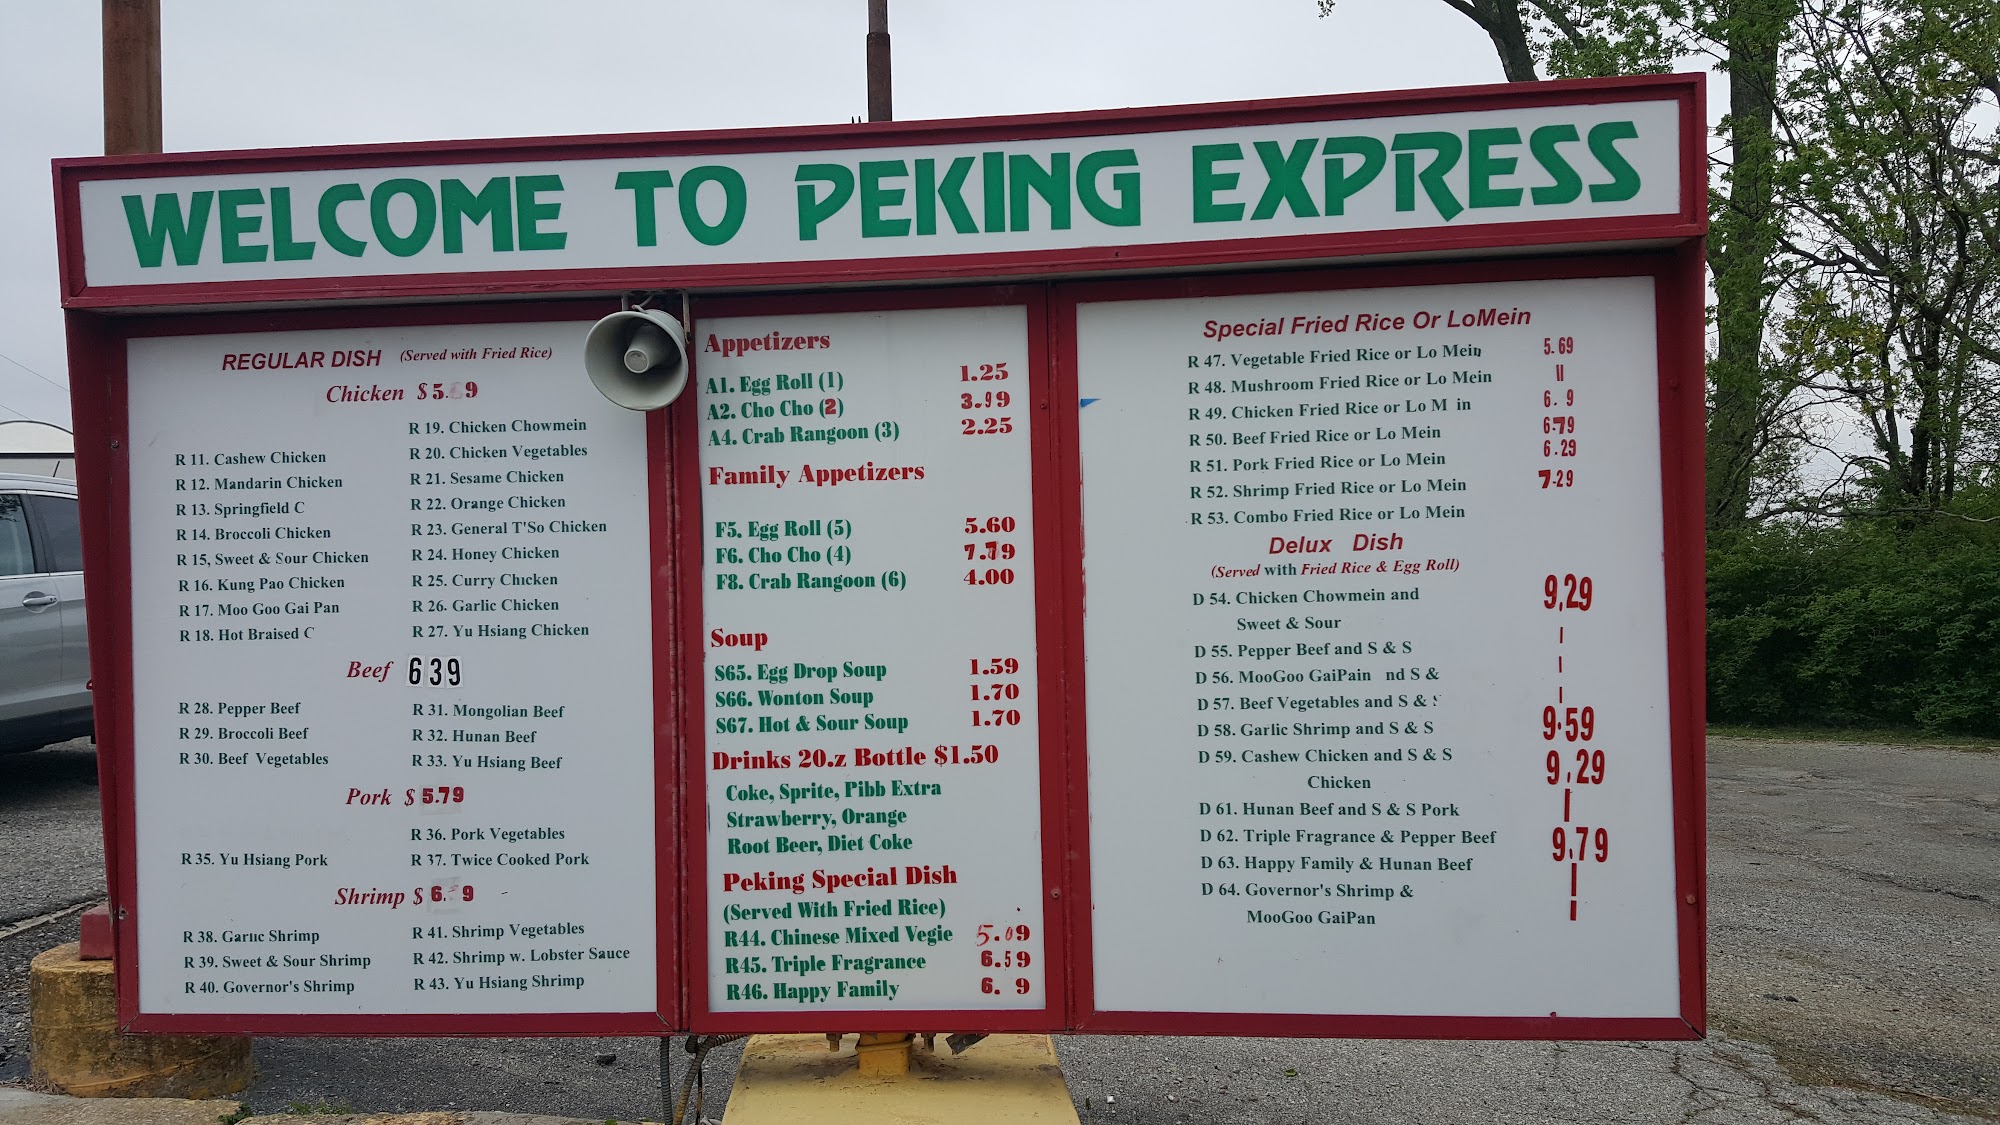 WELCOME TO PEKING EXPRESS
REGULAR DISH (Served with Fried Rice)
Chicken $ 5. 9
R 11. Cashew Chicken
R 12. Mandarin Chicken
R 13. Springfield C
R 14. Broccoli Chicken
R 15, Sweet & Sour Chicken
R 16. Kung Pao Chicken
R 17. Moo Goo Gai Pan
R 18. Hot Braised C
R 19. Chicken Chowmein
R 20. Chicken Vegetables
R 21. Sesame Chicken
R 22. Orange Chicken
R 23. General T'So Chicken
R 24. Honey Chicken
R 25. Curry Chicken
R 26. Garlic Chicken
R 27. Yu Hsiang Chicken
Beef 639
R 28. Pepper Beef
R 29. Broccoli Beef
R 30. Beef Vegetables
R 31. Mongolian Beef
R 32. Hunan Beef
R 33. Yu Hsiang Beef
Pork $ 5.79
R 35. Yu Hsiang Pork
R 36. Pork Vegetables
R 37. Twice Cooked Pork
Shrimp $ 6. 9
R 38. Garlic Shrimp
R 39. Sweet & Sour Shrimp
R 40. Governor's Shrimp
R 41. Shrimp Vegetables
R 42. Shrimp w. Lobster Sauce
R 43. Yu Hsiang Shrimp
Appetizers
A1. Egg Roll (1) 1.25
A2. Cho Cho (2) 3.99
A4. Crab Rangoon (3) 2.25
Family Appetizers
F5. Egg Roll (5) 5.60
F6. Cho Cho (4) 7.79
F8. Crab Rangoon (6) 4.00
Soup
S65. Egg Drop Soup 1.59
S66. Wonton Soup 1.70
S67. Hot & Sour Soup 1.70
Drinks 20.z Bottle $1.50
Coke, Sprite, Pibb Extra
Strawberry, Orange
Root Beer, Diet Coke
Peking Special Dish
(Served With Fried Rice)
R44. Chinese Mixed Vegie 5.09
R45. Triple Fragrance 6.59
R46. Happy Family 6. 9
Special Fried Rice Or LoMein
R 47. Vegetable Fried Rice or Lo Mein 5.69
R 48. Mushroom Fried Rice or Lo Mein "
R 49. Chicken Fried Rice or Lo M in 6. 9
R 50. Beef Fried Rice or Lo Mein 6.79
R 51. Pork Fried Rice or Lo Mein 6.29
R 52. Shrimp Fried Rice or Lo Mein 7.29
R 53. Combo Fried Rice or Lo Mein
Delux Dish
(Served with Fried Rice & Egg Roll)
D 54. Chicken Chowmein and 9,29
Sweet & Sour
D 55. Pepper Beef and S & S
D 56. MooGoo GaiPain nd S &
D 57. Beef Vegetables and S & S
D 58. Garlic Shrimp and S & S 9.59
D 59. Cashew Chicken and S & S 9,29
Chicken
D 61. Hunan Beef and S & S Pork
D 62. Triple Fragrance & Pepper Beef 9.79
D 63. Happy Family & Hunan Beef
D 64. Governor's Shrimp &
MooGoo GaiPan